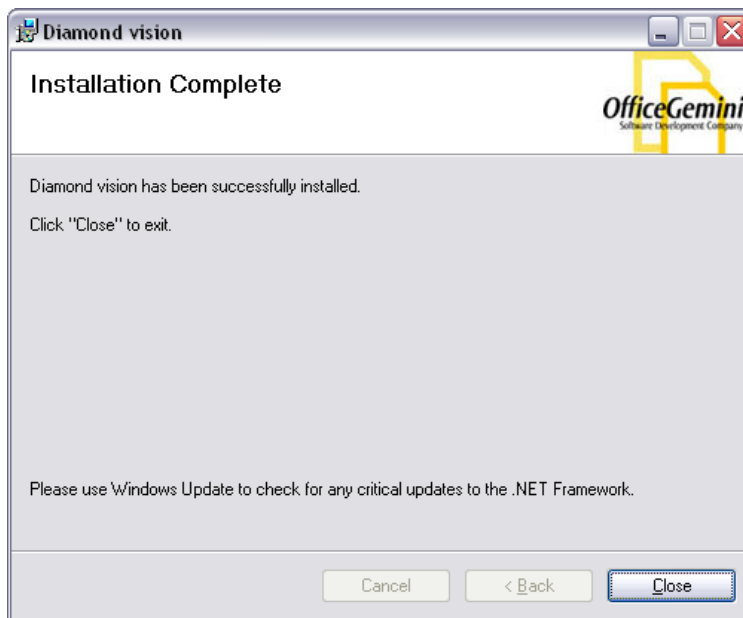 Diamond vision
Installation Complete
OfficeGemini
Software Development Company
Diamond vision has been successfully installed.
Click "Close" to exit.
Please use Windows Update to check for any critical updates to the .NET Framework.
Cancel
< Back
Close